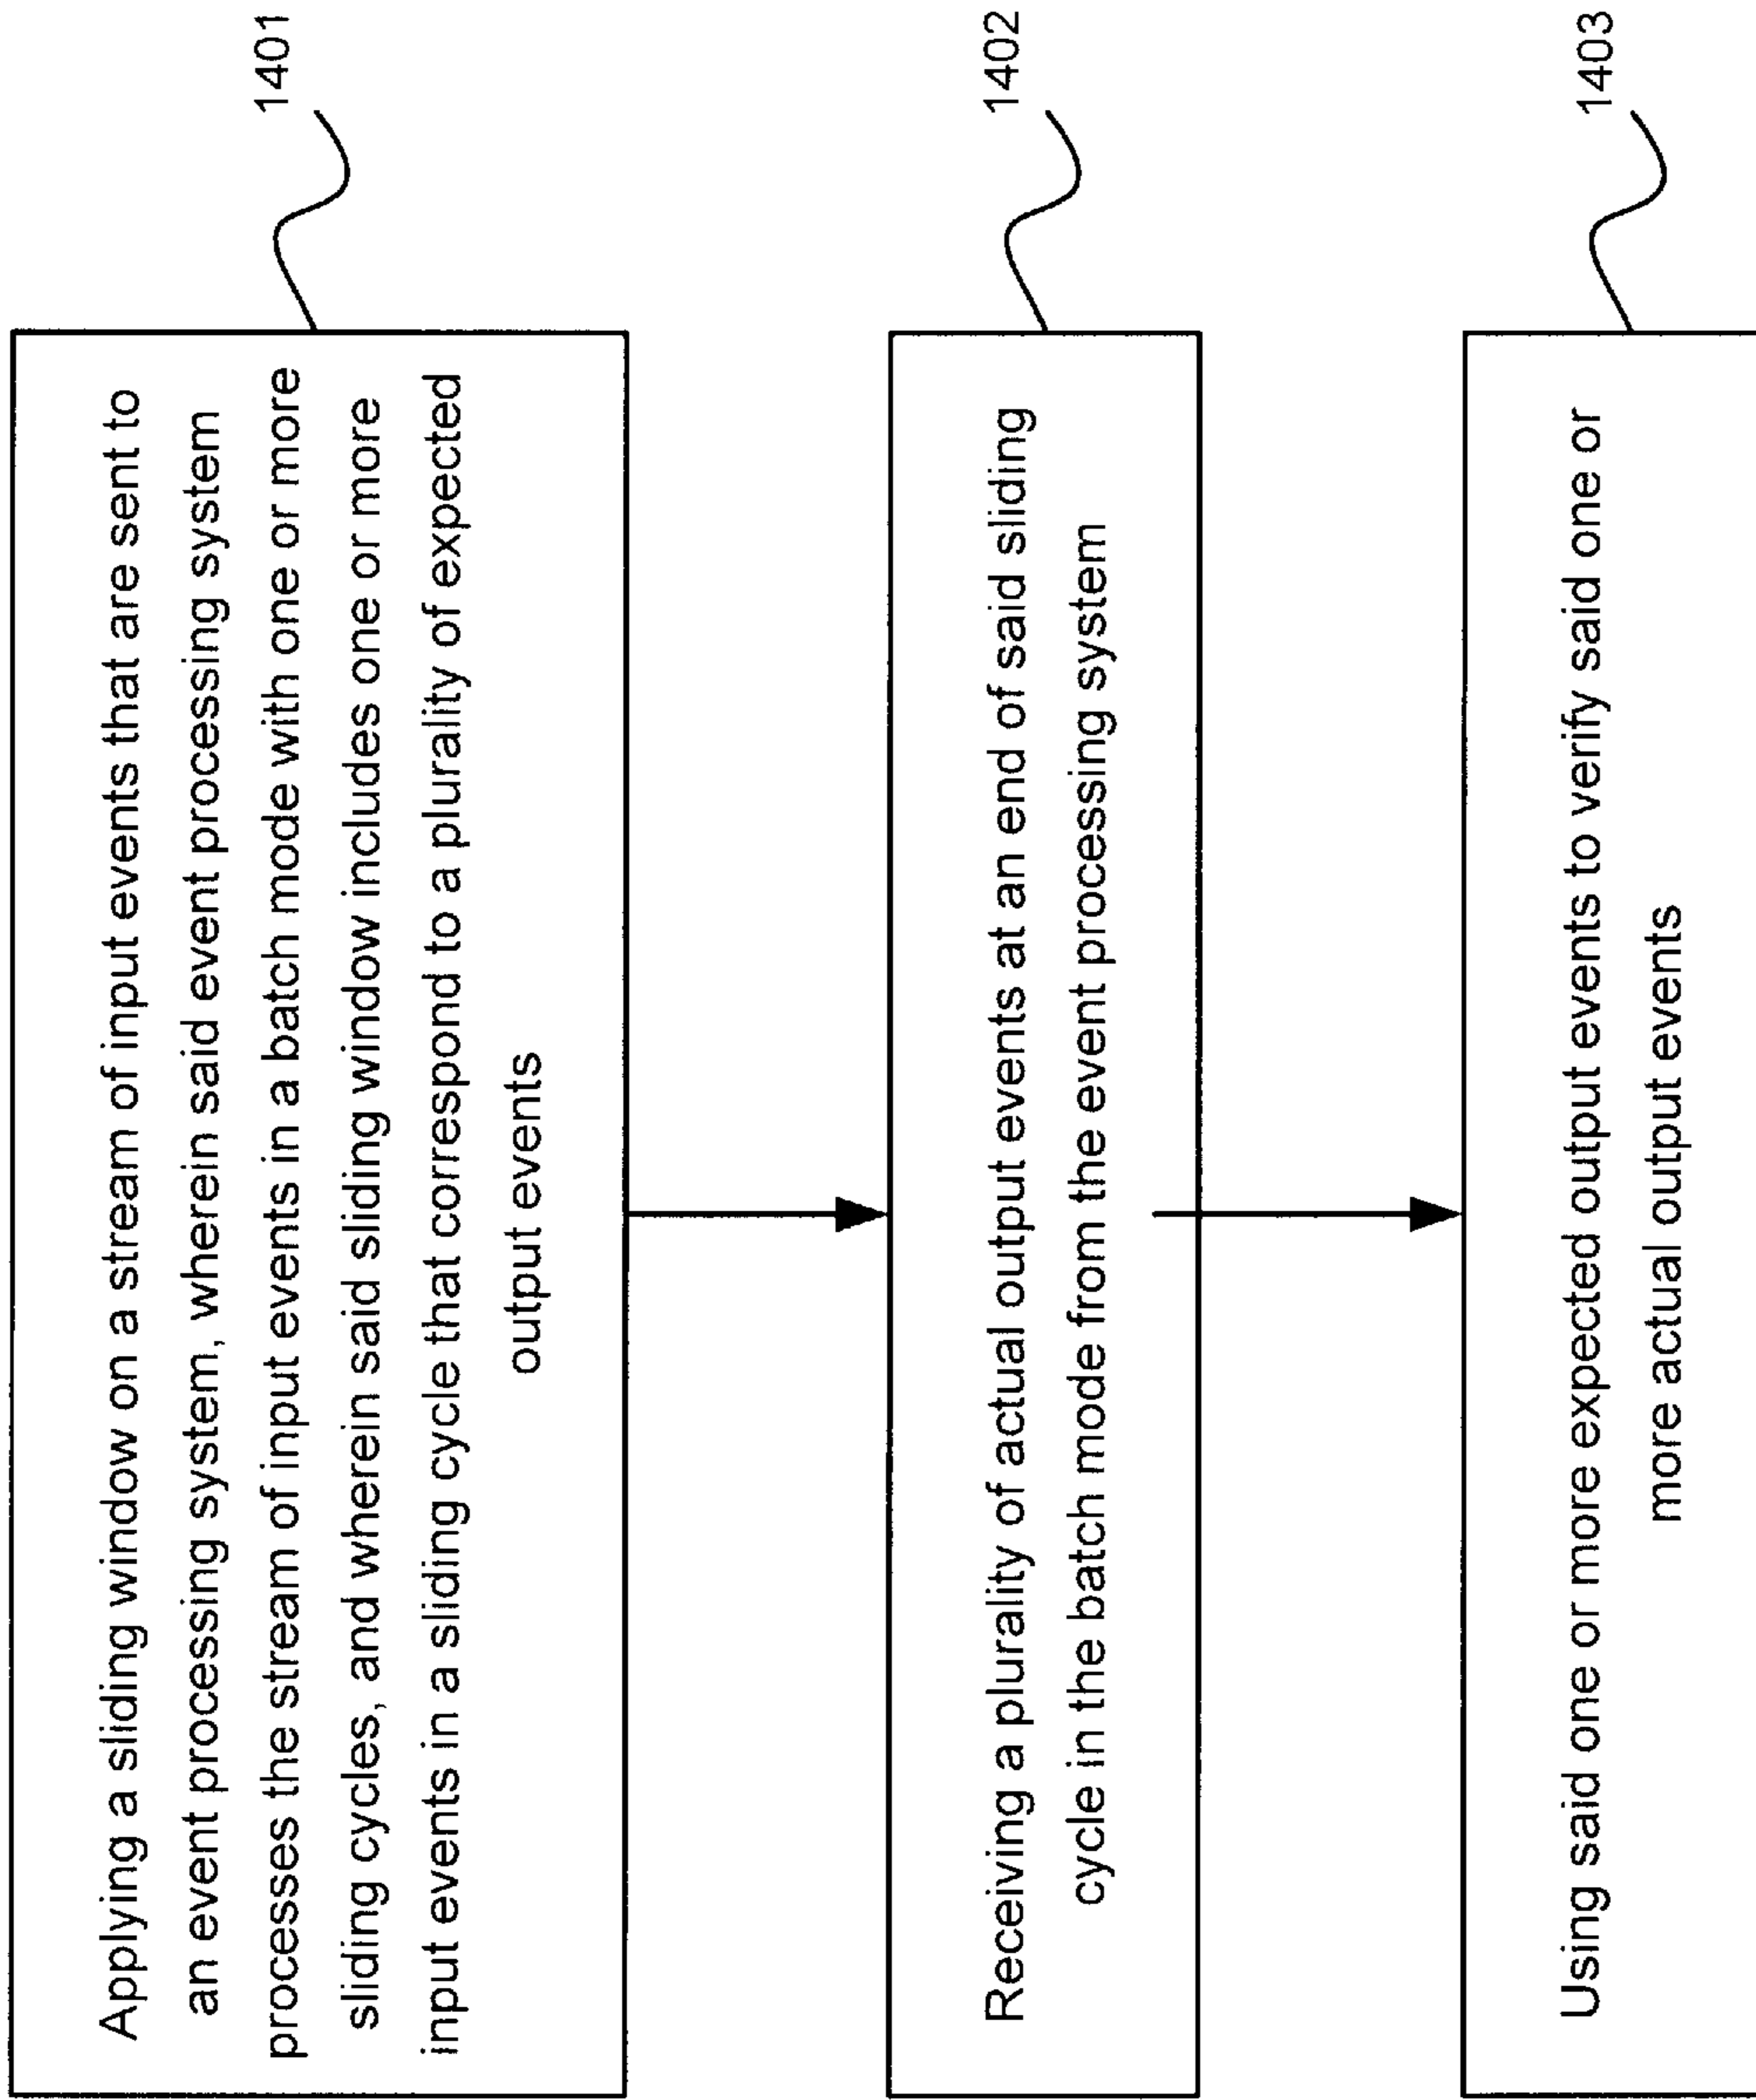 Applying a sliding window on a stream of input events that are sent to
an event processing system, wherein said event processing system
processes the stream of input events in a batch mode with one or more
sliding cycles, and wherein said sliding window includes one or more
input events in a sliding cycle that correspond to a plurality of expected
output events
1401
Receiving a plurality of actual output events at an end of said sliding
cycle in the batch mode from the event processing system
1402
Using said one or more expected output events to verify said one or
more actual output events
1403